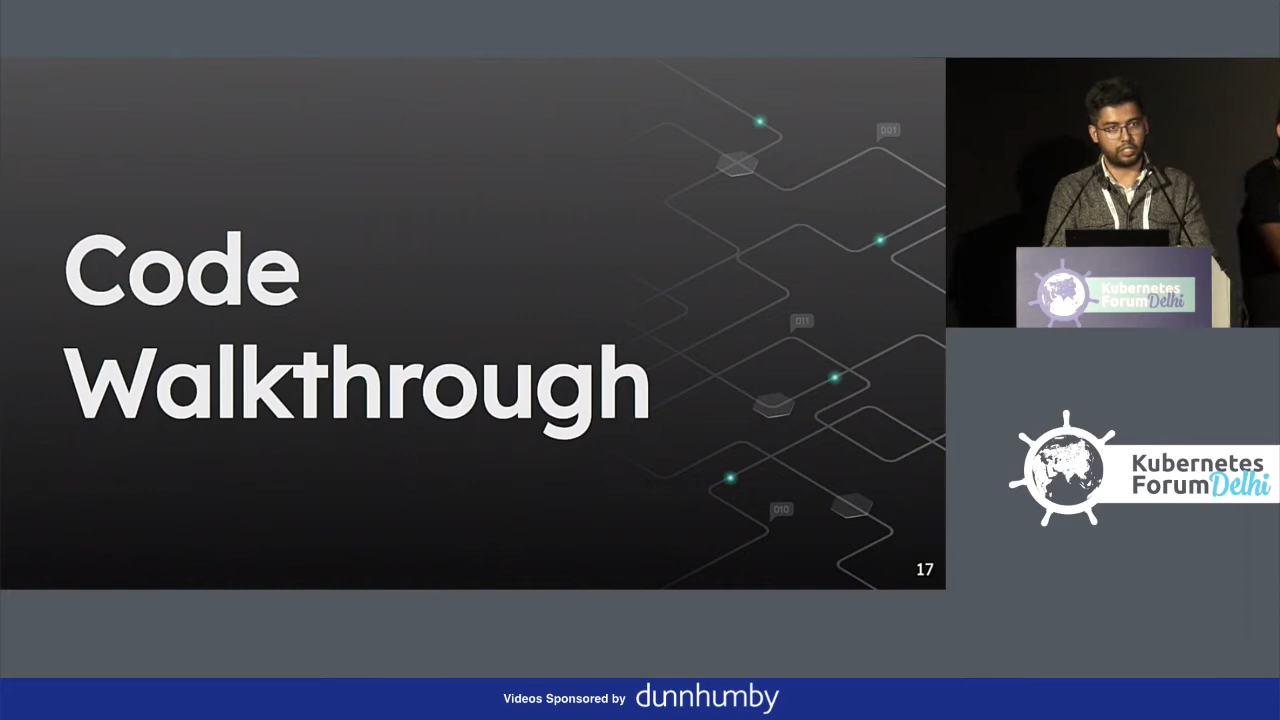 Code
Walkthrough
001
011
010
17
Kubernetes
Forum Delhi
Kubernetes
Forum Delhi
Videos Sponsored by dunnhumby